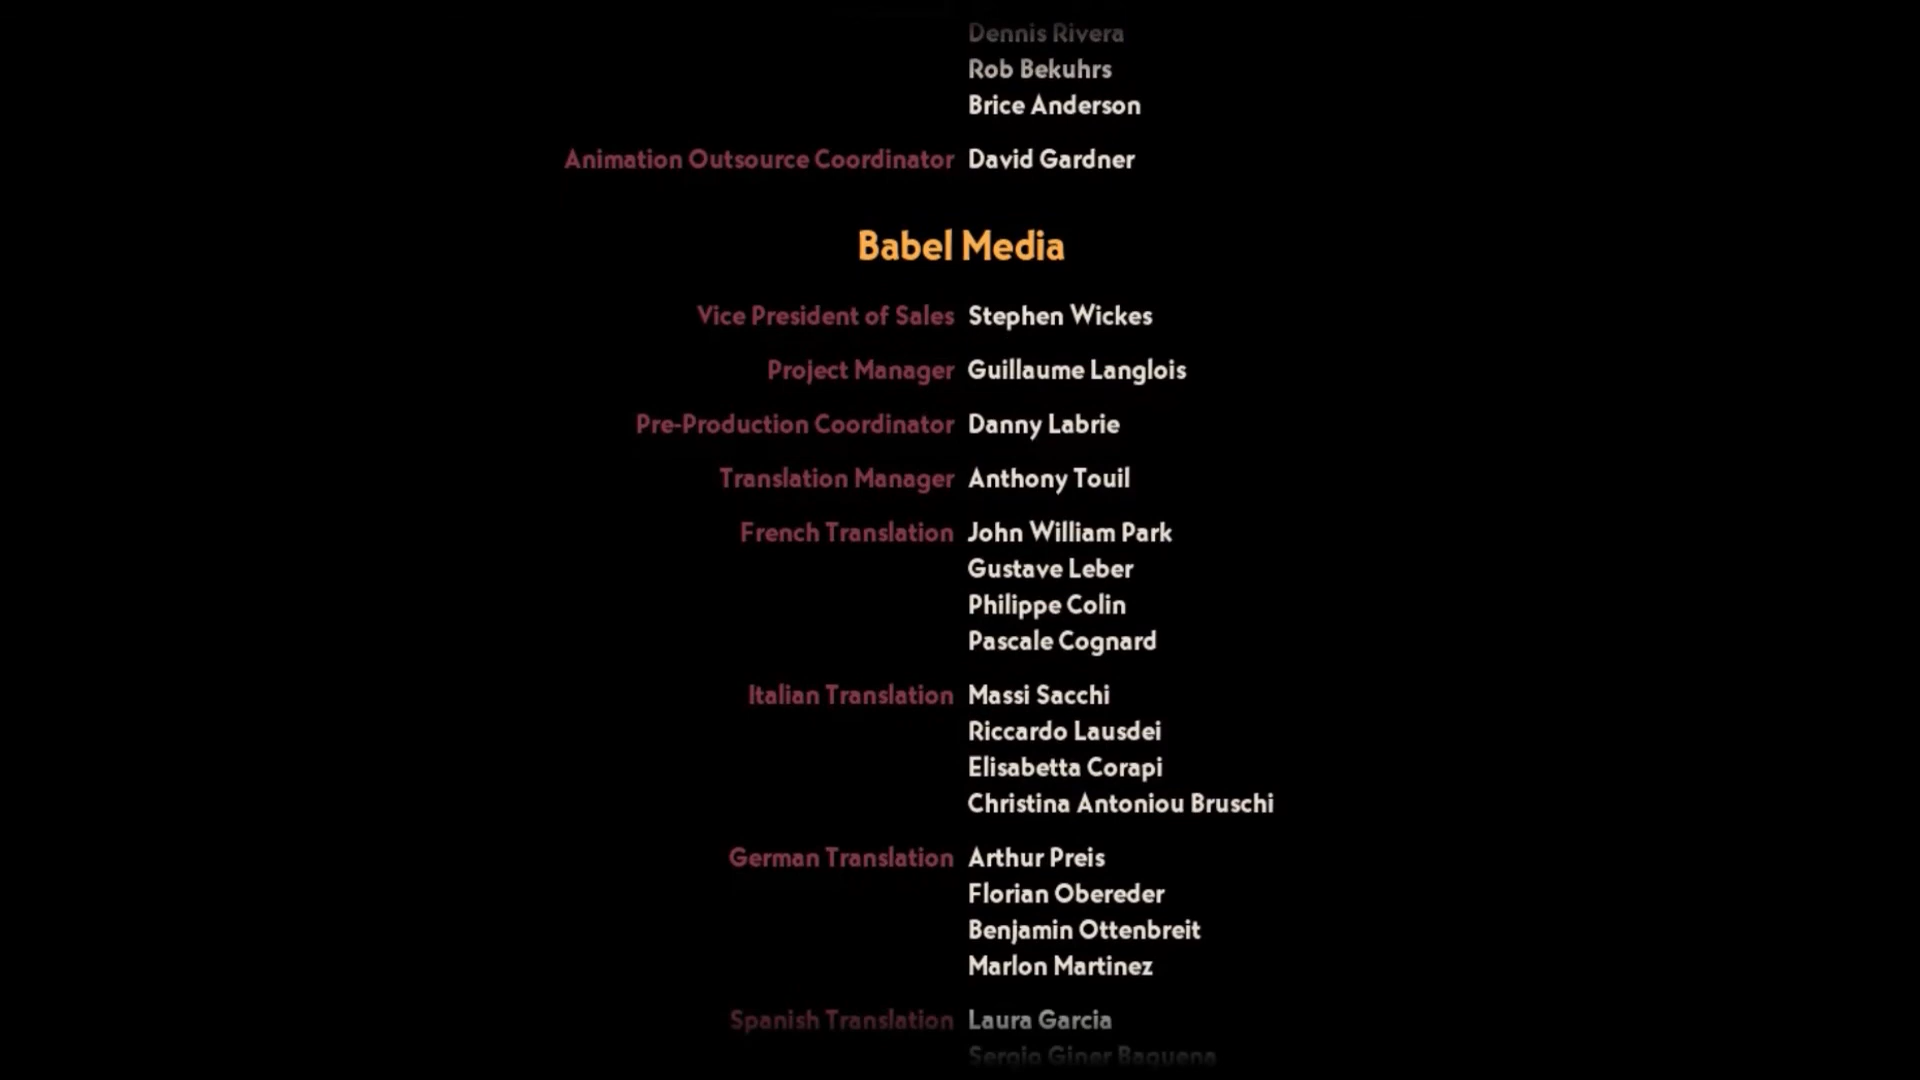 Dennis Rivera
Rob Bekuhrs
Brice Anderson
Animation Outsource Coordinator David Gardner
Babel Media
Vice President of Sales Stephen Wickes
Project Manager Guillaume Langlois
Pre-Production Coordinator Danny Labrie
Translation Manager Anthony Touil
French Translation John William Park
Gustave Leber
Philippe Colin
Pascale Cognard
Italian Translation Massi Sacchi
Riccardo Lausdei
Elisabetta Corapi
Christina Antoniou Bruschi
German Translation Arthur Preis
Florian Obereder
Benjamin Ottenbreit
Marlon Martinez
Spanish Translation Laura Garcia
Sergio Giner Baguena